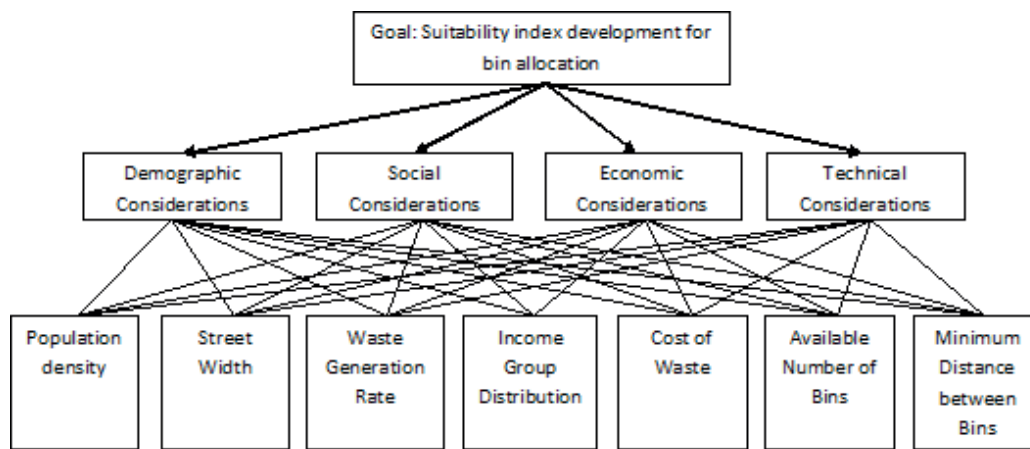 Goal: Suitability index development for
bin allocation
Demographic
Considerations
Social
Considerations
Economic
Considerations
Technical
Considerations
Population
density
Street
Width
Waste
Generation
Rate
Income
Group
Distribution
Cost of
Waste
Available
Number of
Bins
Minimum
Distance
between
Bins